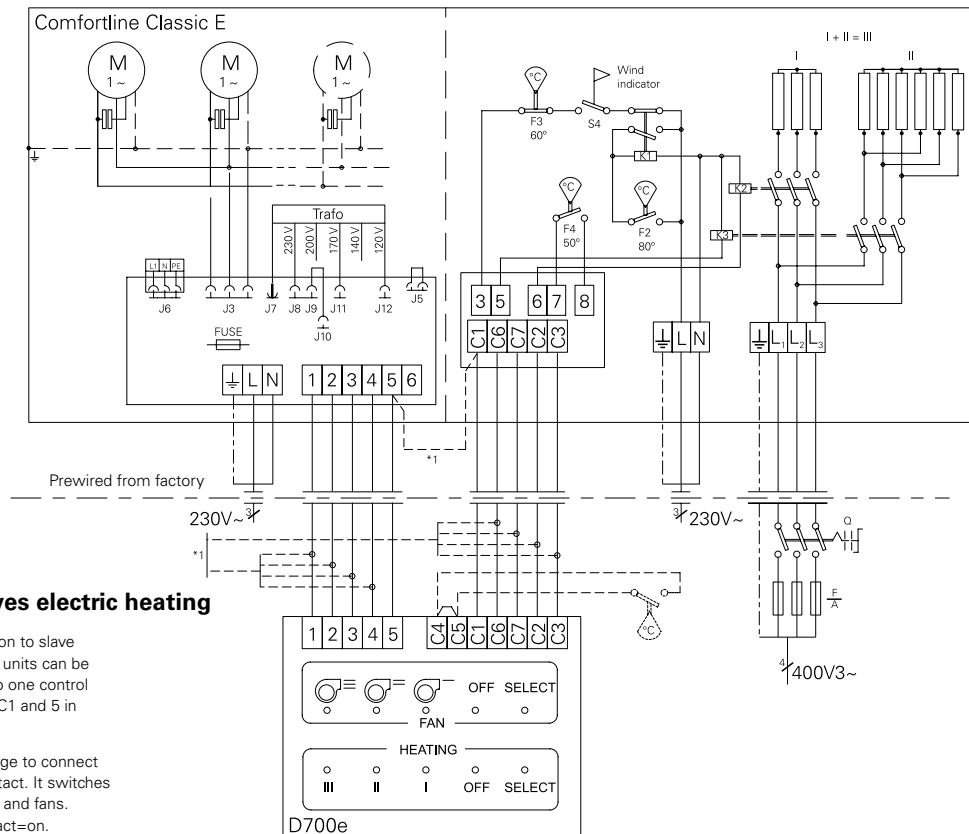 Comfortline Classic E
M
1 ~
M
1 ~
M
1 ~
I + II = III
I
II
°C
F3
60°
Wind
indicator
S4
K1
K2
K3
°C
F4
50°
°C
F2
80°
Trafo
230 V
200 V
170 V
140 V
120 V
L1 N PE
J6
J3
J7
J8
J9
J10
J11
J12
J5
FUSE
3 5 6 7 8
C1 C6 C7 C2 C3
L N
1 2 3 4 5 6
L N
L1 L2 L3
*1
Prewired from factory
3
230V~
3
230V~
*1
Q
F
A
4
400V3~
°C
ves electric heating
on to slave
units can be
o one control
C1 and 5 in
ge to connect
tact. It switches
and fans.
act=on.
1 2 3 4 5
C4 C5 C1 C6 C7 C2 C3
OFF SELECT
FAN
HEATING
III II I OFF SELECT
D700e